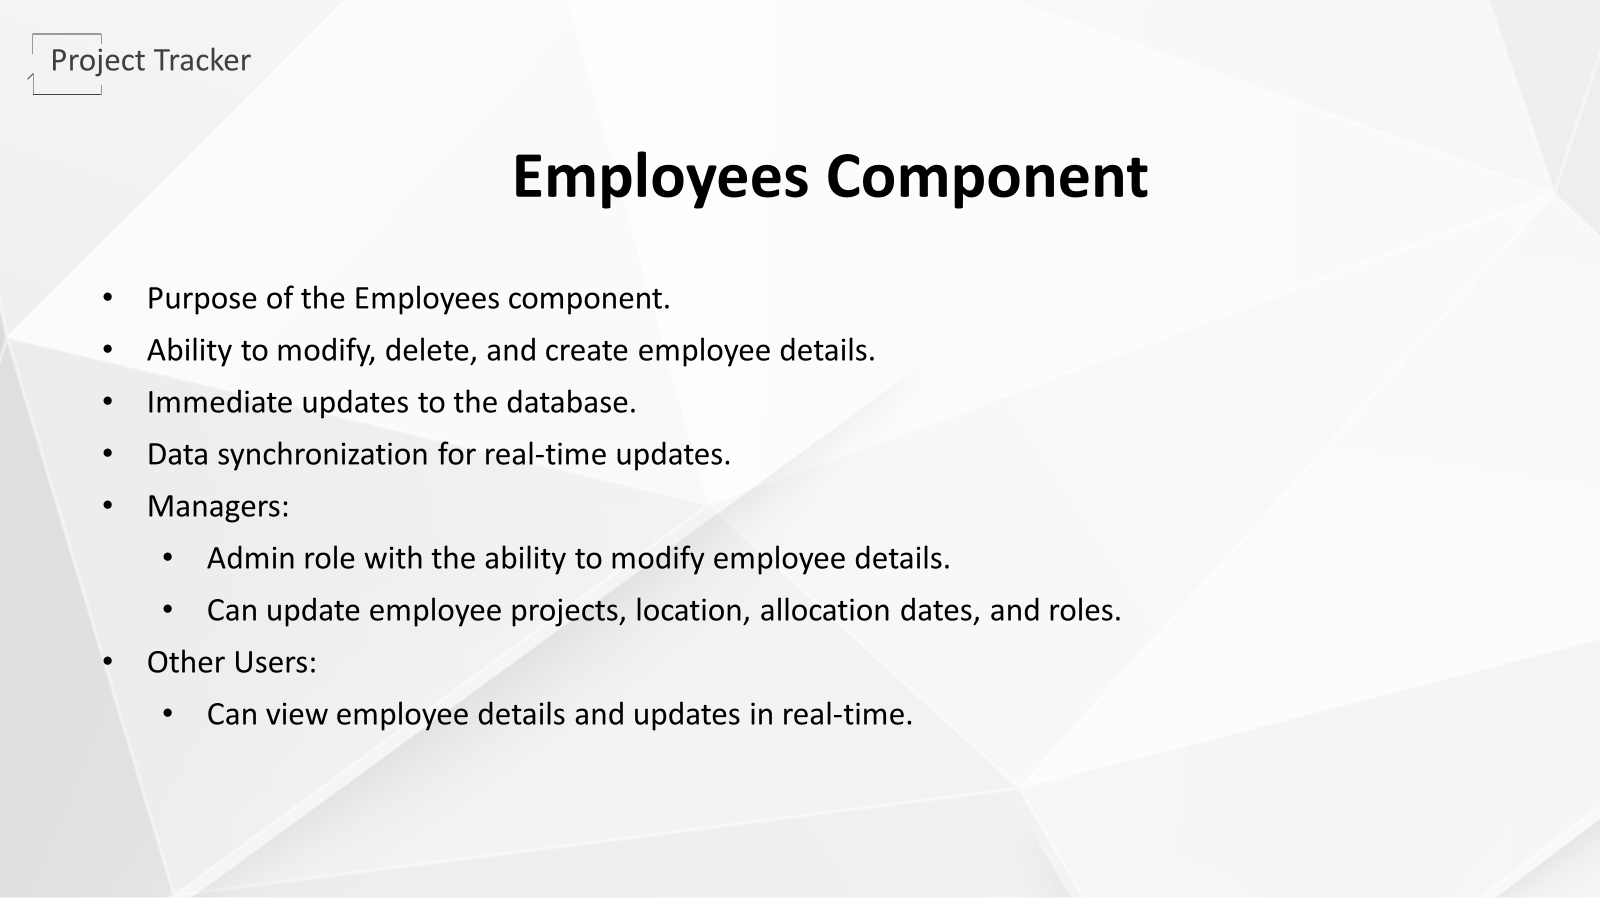 Project Tracker
Employees Component
• Purpose of the Employees component.
• Ability to modify, delete, and create employee details.
• Immediate updates to the database.
• Data synchronization for real-time updates.
• Managers:
• Admin role with the ability to modify employee details.
• Can update employee projects, location, allocation dates, and roles.
• Other Users:
• Can view employee details and updates in real-time.